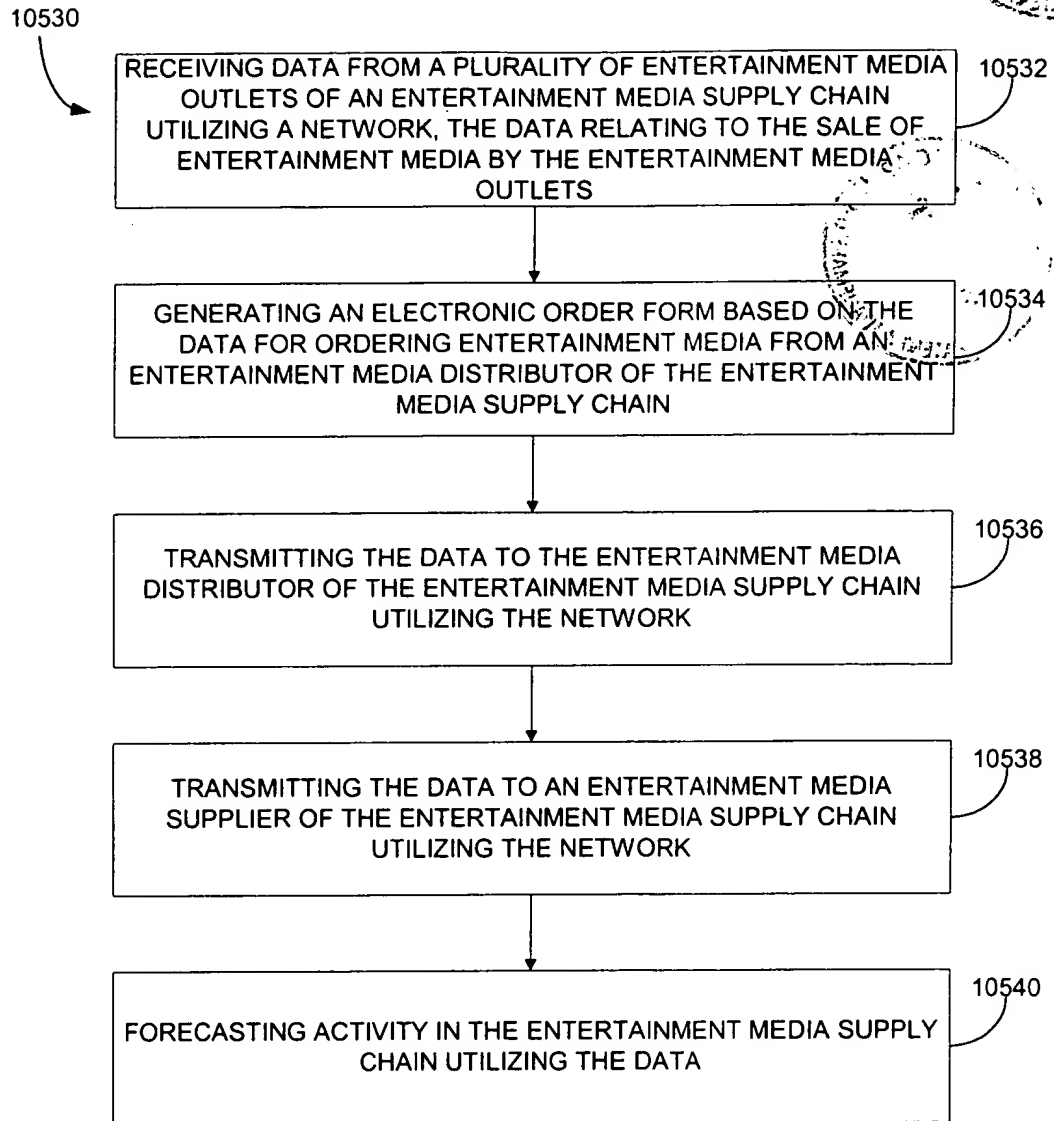 10530
RECEIVING DATA FROM A PLURALITY OF ENTERTAINMENT MEDIA
OUTLETS OF AN ENTERTAINMENT MEDIA SUPPLY CHAIN
UTILIZING A NETWORK, THE DATA RELATING TO THE SALE OF
ENTERTAINMENT MEDIA BY THE ENTERTAINMENT MEDIA
OUTLETS
10532
GENERATING AN ELECTRONIC ORDER FORM BASED ON THE
DATA FOR ORDERING ENTERTAINMENT MEDIA FROM AN
ENTERTAINMENT MEDIA DISTRIBUTOR OF THE ENTERTAINMENT
MEDIA SUPPLY CHAIN
10534
TRANSMITTING THE DATA TO THE ENTERTAINMENT MEDIA
DISTRIBUTOR OF THE ENTERTAINMENT MEDIA SUPPLY CHAIN
UTILIZING THE NETWORK
10536
TRANSMITTING THE DATA TO AN ENTERTAINMENT MEDIA
SUPPLIER OF THE ENTERTAINMENT MEDIA SUPPLY CHAIN
UTILIZING THE NETWORK
10538
FORECASTING ACTIVITY IN THE ENTERTAINMENT MEDIA SUPPLY
CHAIN UTILIZING THE DATA
10540